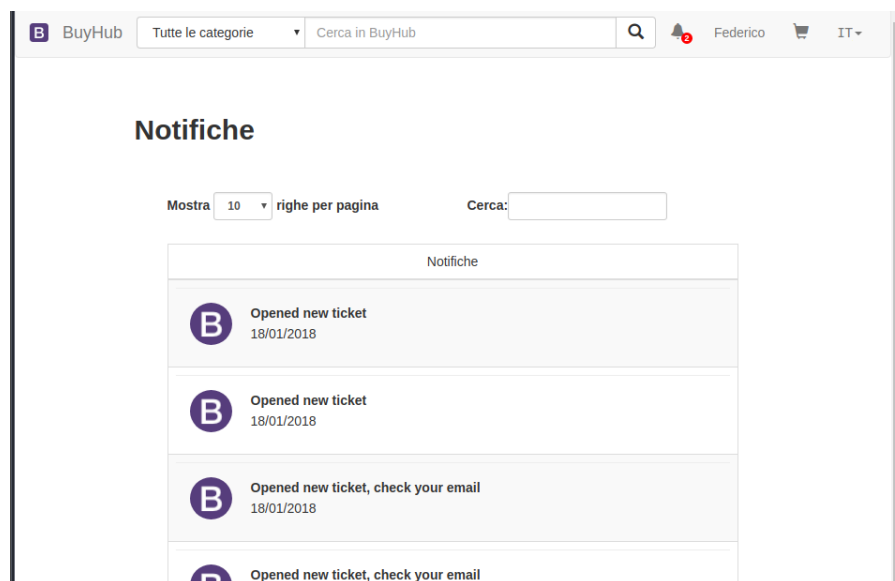 B BuyHub Tutte le categorie Cerca in BuyHub 2 Federico IT
Notifiche
Mostra 10 righe per pagina Cerca:
Notifiche
B Opened new ticket
18/01/2018
B Opened new ticket
18/01/2018
B Opened new ticket, check your email
18/01/2018
B Opened new ticket, check your email